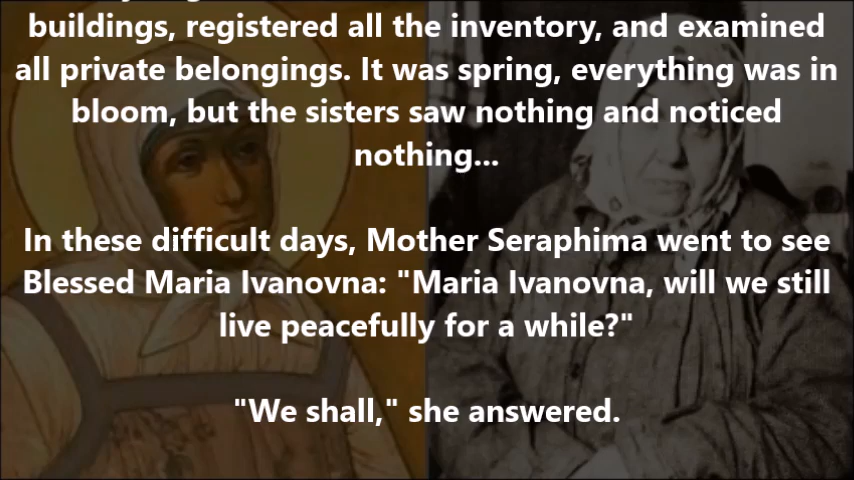 buildings, registered all the inventory, and examined
all private belongings. It was spring, everything was in
bloom, but the sisters saw nothing and noticed
nothing...
In these difficult days, Mother Seraphima went to see
Blessed Maria Ivanovna: "Maria Ivanovna, will we still
live peacefully for a while?"
"We shall," she answered.